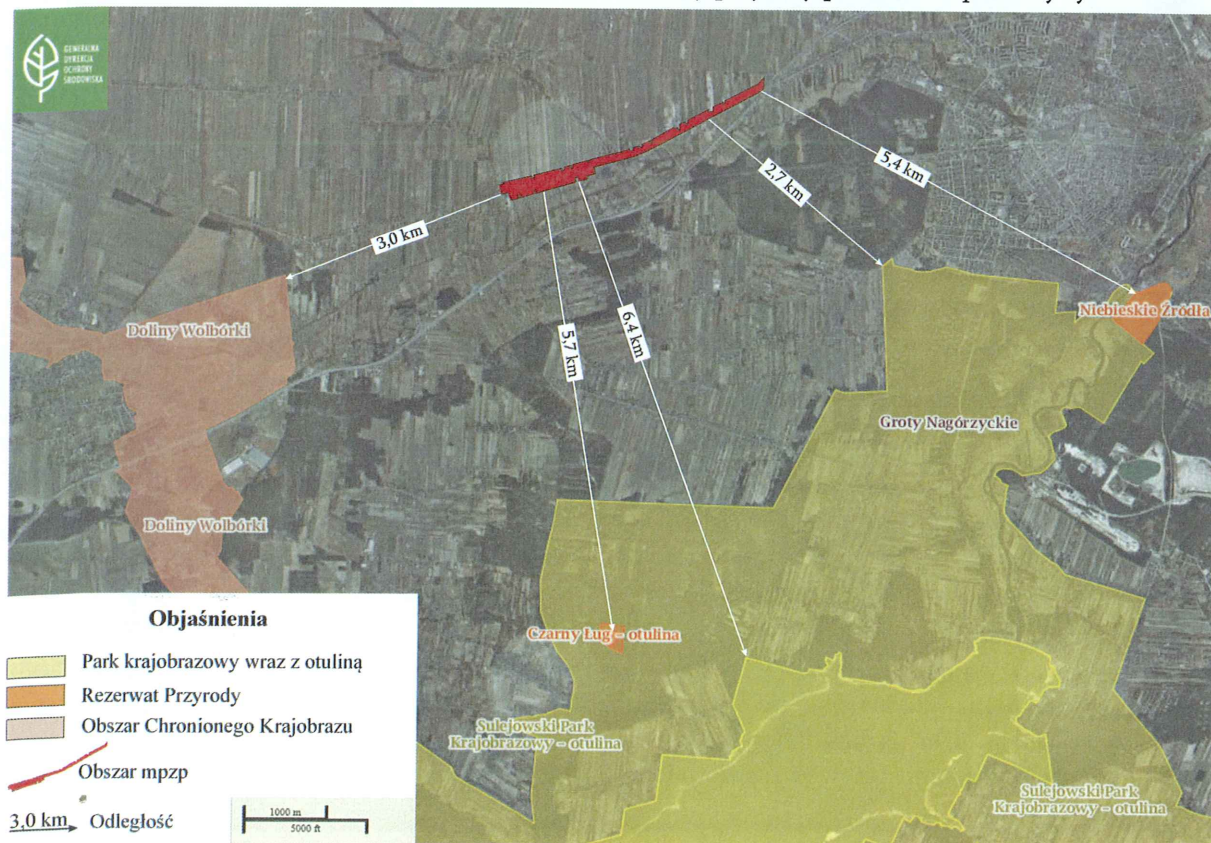 GENERALNA
DYREKCJA
OCHRONY
ŚRODOWISKA
5,4 km
2,7 km
3,0 km
Niebieskie Źródła
6,4 km
Doliny Wolbórki
5,7 km
Groty Nagórzyckie
Doliny Wolbórki
Objaśnienia
Czarny Ług – otulina
Park krajobrazowy wraz z otuliną
Rezerwat Przyrody
Obszar Chronionego Krajobrazu
Sulejowski Park
Krajobrazowy – otulina
Obszar mpzp
Sulejowski Park
Krajobrazowy – otulina
3,0 km Odległość
1000 m
5000 ft